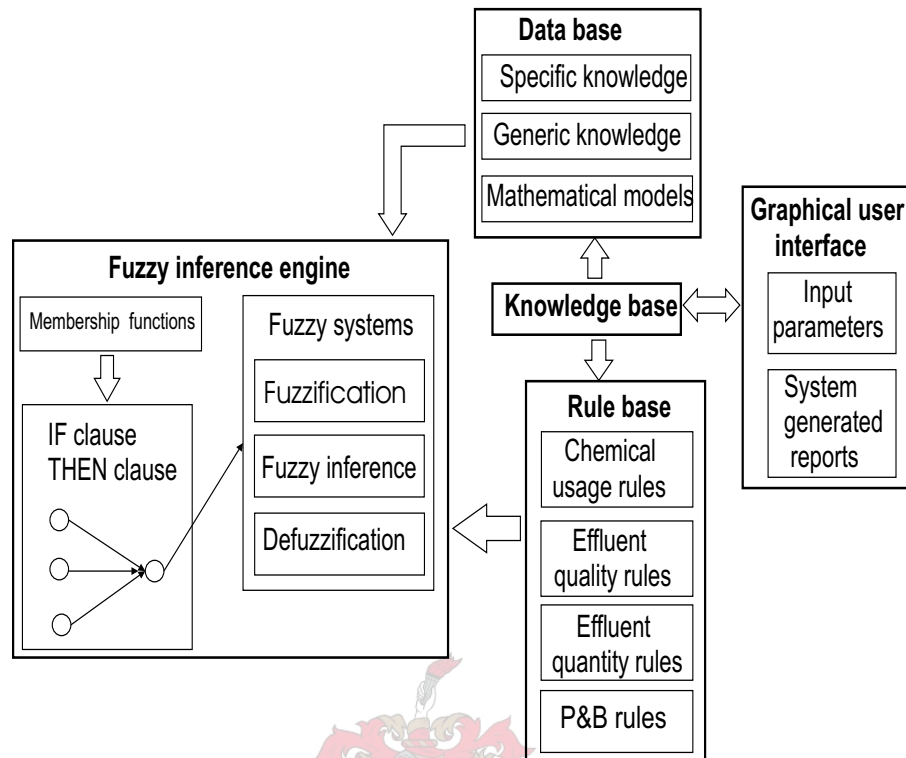 Data base
Specific knowledge
Generic knowledge
Mathematical models
Graphical user
interface
Input
parameters
System
generated
reports
Knowledge base
Fuzzy inference engine
Membership functions
IF clause
THEN clause
Fuzzy systems
Fuzzification
Fuzzy inference
Defuzzification
Rule base
Chemical
usage rules
Effluent
quality rules
Effluent
quantity rules
P&B rules